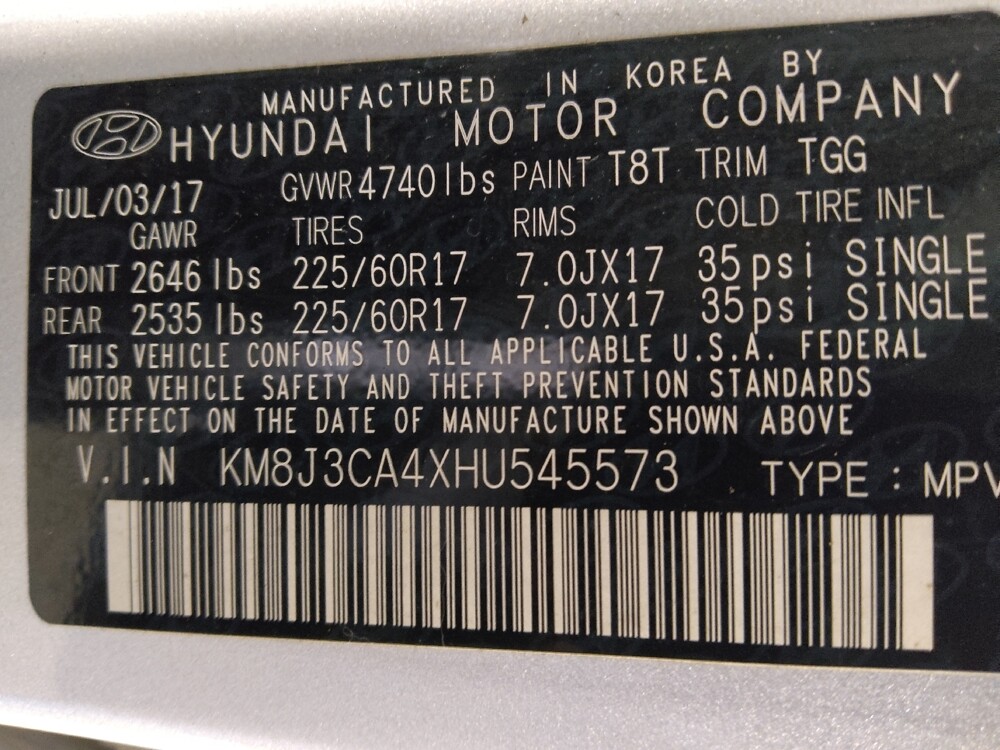 MANUFACTURED IN KOREA BY
HYUNDAI MOTOR COMPANY
JUL/03/17 GVWR 4740 lbs PAINT T8T TRIM TGG
GAWR TIRES RIMS COLD TIRE INFL
FRONT 2646 lbs 225/60R17 7.0JX17 35psi SINGLE
REAR 2535 lbs 225/60R17 7.0JX17 35psi SINGLE
THIS VEHICLE CONFORMS TO ALL APPLICABLE U.S.A. FEDERAL
MOTOR VEHICLE SAFETY AND THEFT PREVENTION STANDARDS
IN EFFECT ON THE DATE OF MANUFACTURE SHOWN ABOVE
V.I.N KM8J3CA4XHU545573 TYPE : MPV